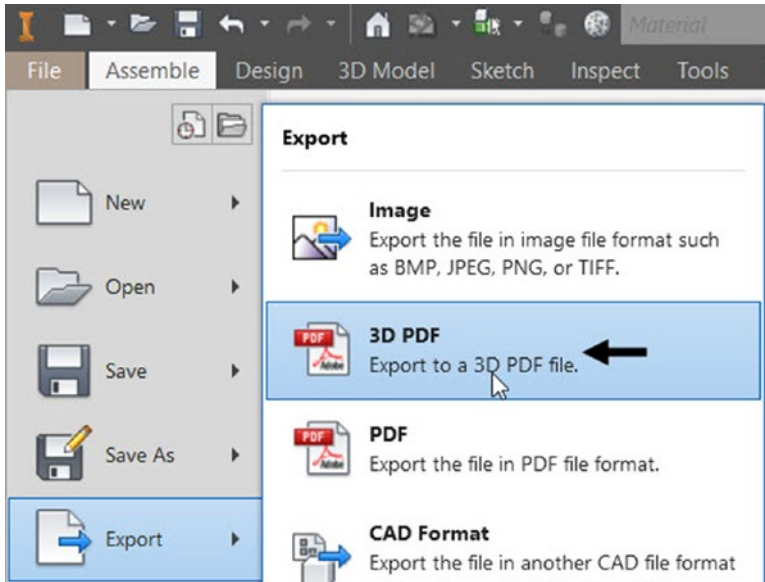 Material
File Assemble Design 3D Model Sketch Inspect Tools
Export
New
Image
Export the file in image file format such
as BMP, JPEG, PNG, or TIFF.
Open
PDF
Adobe
3D PDF
Export to a 3D PDF file.
Save
PDF
Adobe
PDF
Export the file in PDF file format.
Save As
CAD Format
Export the file in another CAD file format
Export